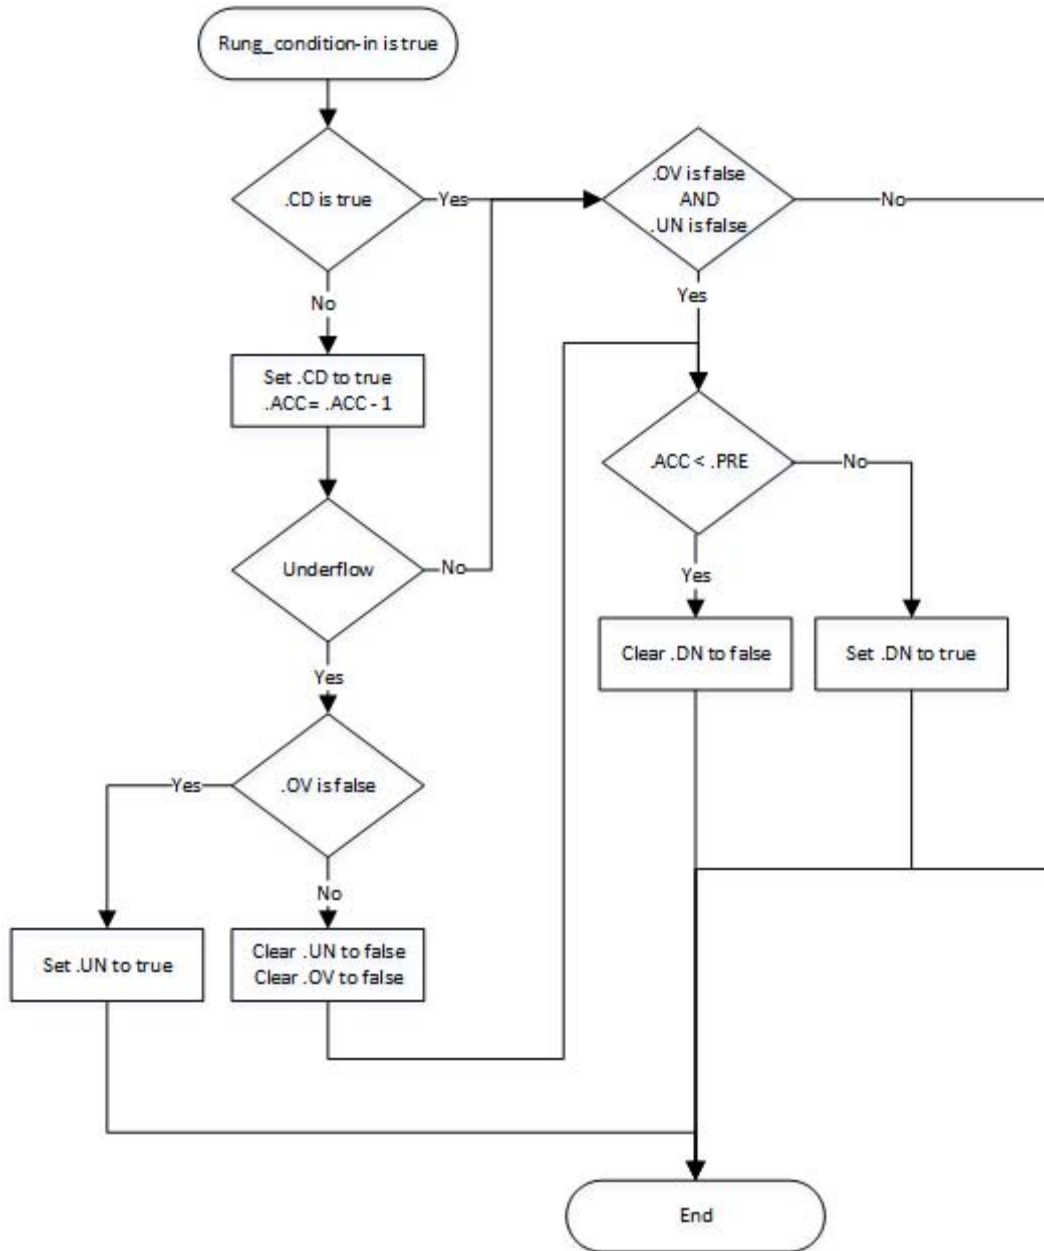 Rung_condition-in is true
.CD is true
Yes
.OV is false
AND
.UN is false
No
No
Yes
Set .CD to true
.ACC = .ACC - 1
.ACC < .PRE
No
Underflow
No
Yes
Clear .DN to false
Set .DN to true
Yes
.OV is false
Yes
No
Set .UN to true
Clear .UN to false
Clear .OV to false
End